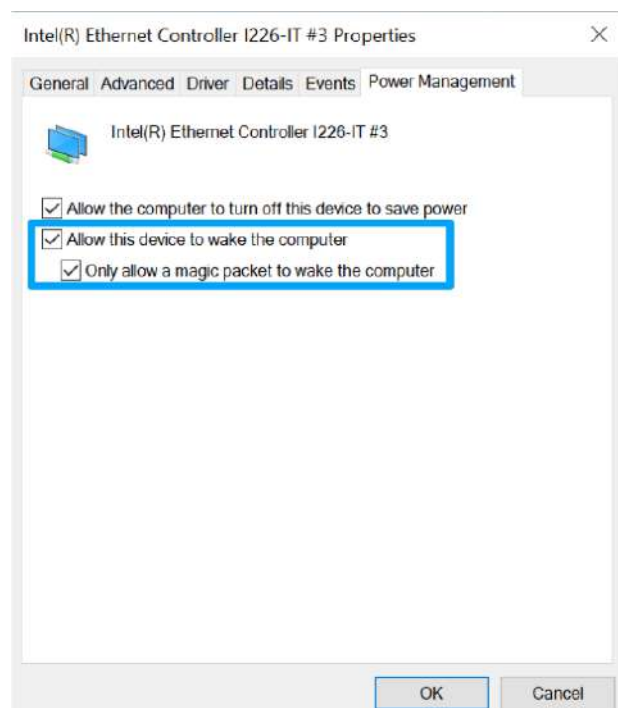 Intel(R) Ethernet Controller I226-IT #3 Properties
General Advanced Driver Details Events Power Management
Intel(R) Ethernet Controller I226-IT #3
Allow the computer to turn off this device to save power
Allow this device to wake the computer
Only allow a magic packet to wake the computer
OK Cancel